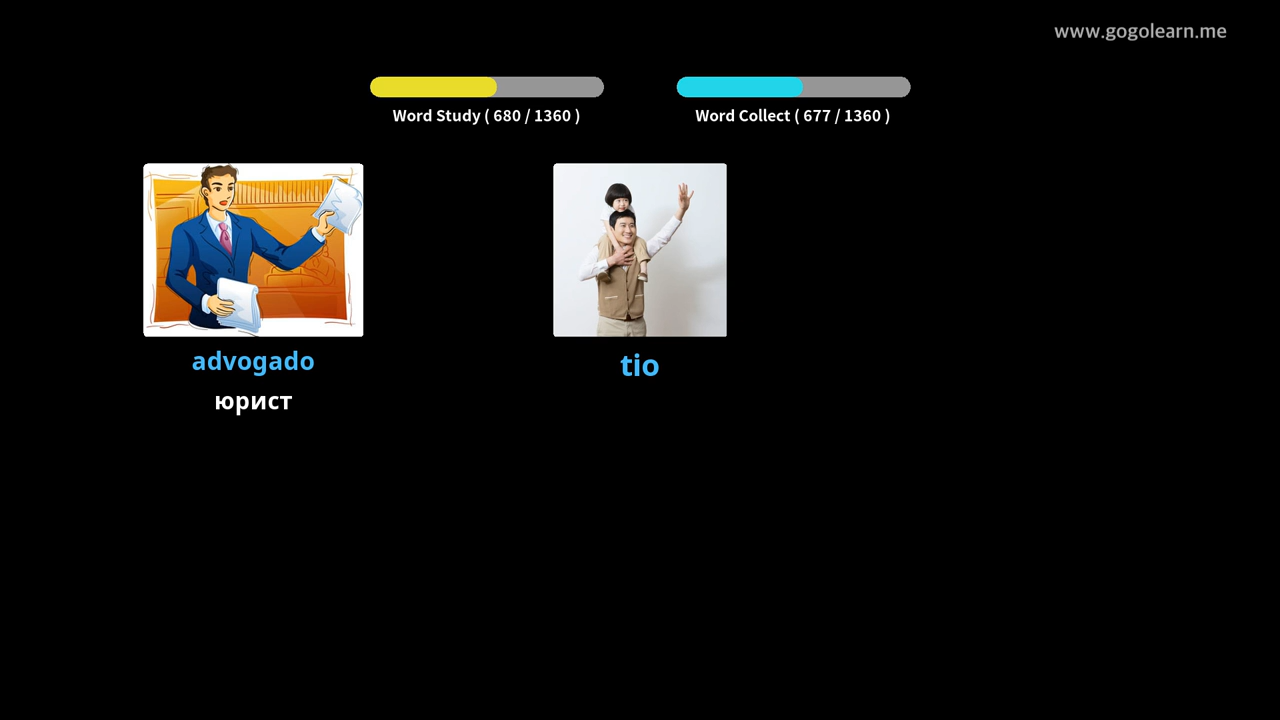 www.gogolearn.me
Word Study ( 680 / 1360 )
Word Collect ( 677 / 1360 )
advogado
юрист
tio